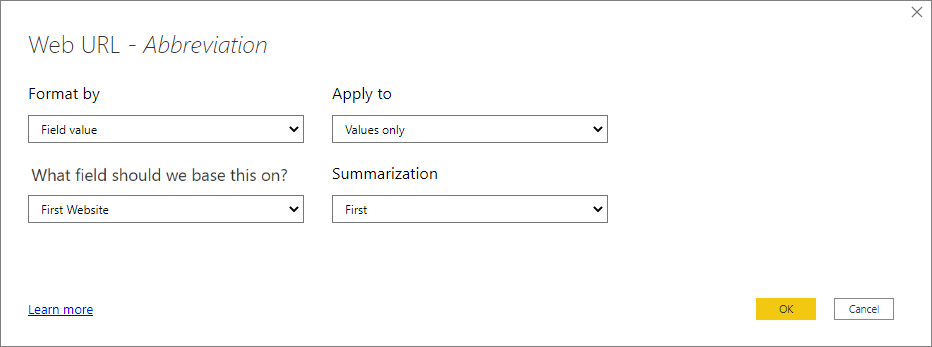 Web URL - Abbreviation
Format by
Apply to
Field value
Values only
What field should we base this on?
Summarization
First Website
First
Learn more
OK
Cancel